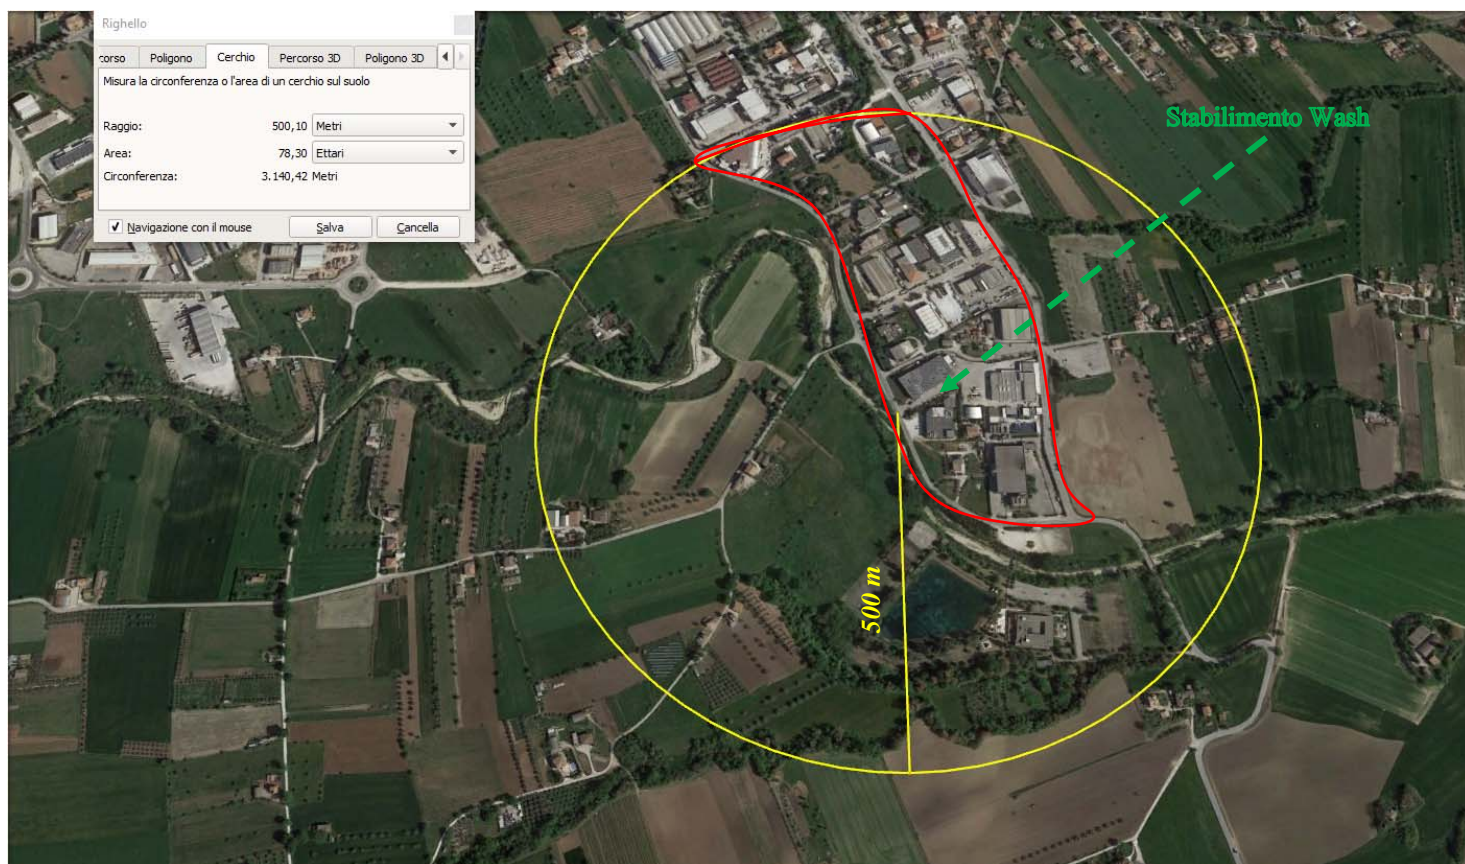 Righello
corso Poligono Cerchio Percorso 3D Poligono 3D
Misura la circonferenza o l'area di un cerchio sul suolo
Raggio: 500,10 Metri
Area: 78,30 Ettari
Circonferenza: 3.140,42 Metri
Navigazione con il mouse Salva Cancella
Stabilimento Wash
500 m